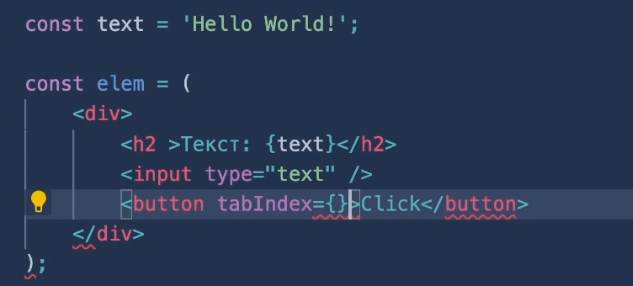 const text = 'Hello World!';
const elem = (
<div>
<h2 >Текст: {text}</h2>
<input type="text" />
<button tabIndex={}>Click</button>
</div>
);